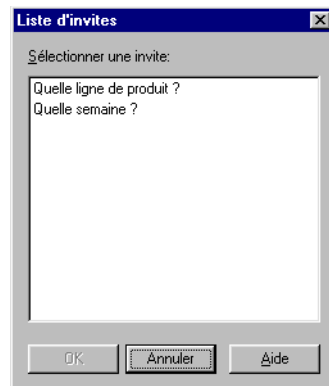 Liste d'invites
Sélectionner une invite:
Quelle ligne de produit ?
Quelle semaine ?
OK Annuler Aide